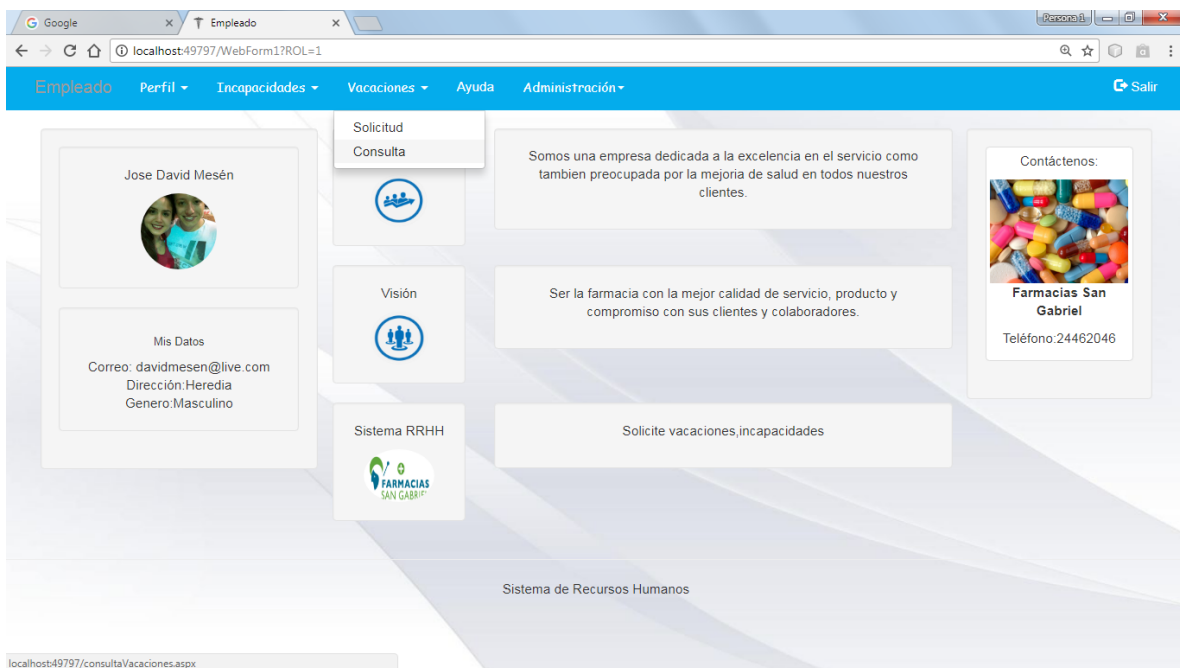 Google
Empleado
Persona 1
localhost:49797/WebForm1?ROL=1
Empleado
Perfil
Incapacidades
Vacaciones
Ayuda
Administración
Salir
Solicitud
Consulta
Jose David Mesén
Mis Datos
Correo: davidmesen@live.com
Dirección:Heredia
Genero:Masculino
Visión
Sistema RRHH
FARMACIAS
SAN GABRIEL
Somos una empresa dedicada a la excelencia en el servicio como
tambien preocupada por la mejoria de salud en todos nuestros
clientes.
Ser la farmacia con la mejor calidad de servicio, producto y
compromiso con sus clientes y colaboradores.
Solicite vacaciones,incapacidades
Contáctenos:
Farmacias San
Gabriel
Teléfono:24462046
Sistema de Recursos Humanos
localhost:49797/consultaVacaciones.aspx